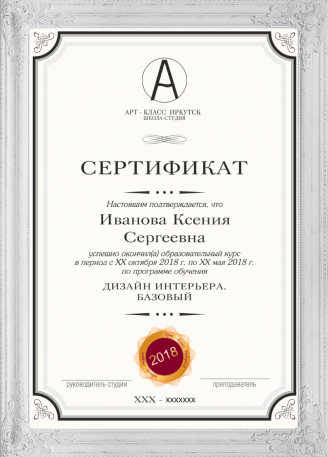 А
АРТ - КЛАСС ИРКУТСК
ШКОЛА-СТУДИЯ
СЕРТИФИКАТ
Настоящим подтверждается, что
Иванова Ксения
Сергеевна
успешно окончил(а) образовательный курс
в период с XX октября 2018 г. по XX мая 2018 г.
по программе обучения
ДИЗАЙН ИНТЕРЬЕРА.
БАЗОВЫЙ
2018
руководитель студии
преподаватель
XXX - XXXXXXX